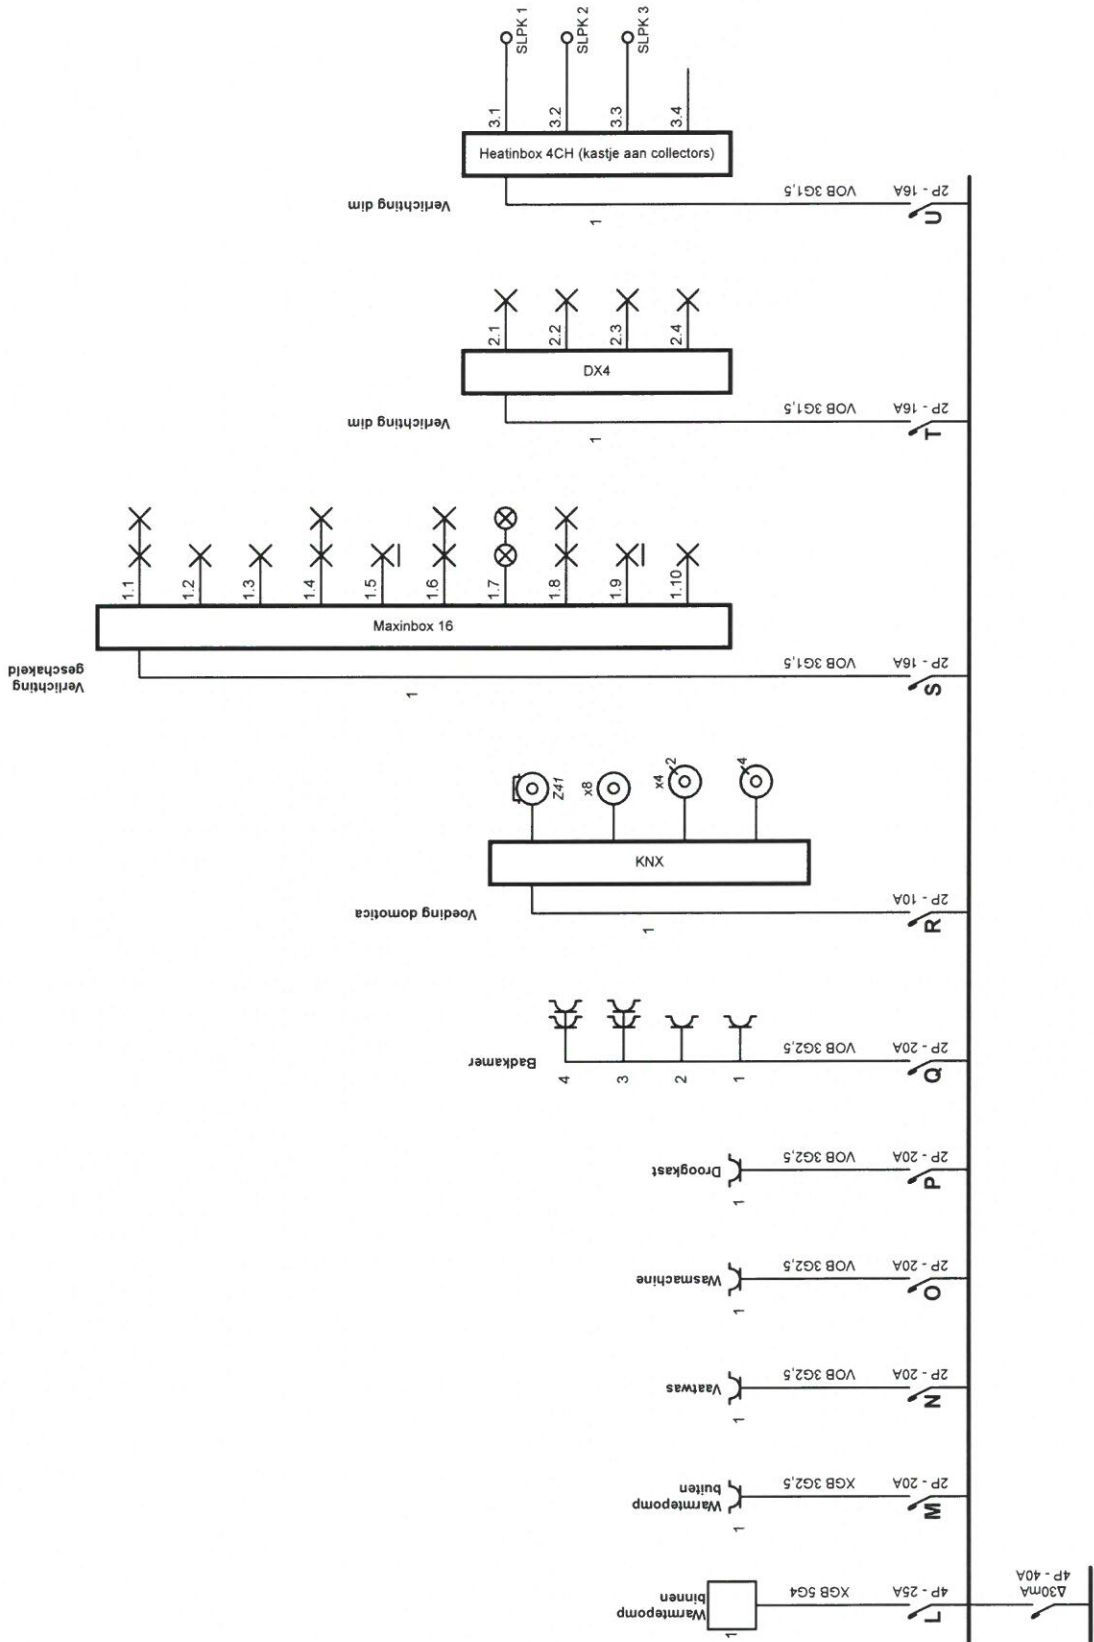 SLPK 1
SLPK 2
SLPK 3
3.1
3.2
3.3
3.4
Heatinbox 4CH (kastje aan collectors)
Verlichting dim
1
VOB 3G1,5
2P - 16A
U
2.1
2.2
2.3
2.4
DX4
Verlichting dim
1
VOB 3G1,5
2P - 16A
T
1.1
1.2
1.3
1.4
1.5
1.6
1.7
1.8
1.9
1.10
Maxinbox 16
Verlichting
geschakeld
1
VOB 3G1,5
2P - 16A
S
Z41
x8
x4
2
4
KNX
Voeding domotica
1
2P - 10A
R
Badkamer
4
3
2
1
VOB 3G2,5
2P - 20A
Q
Droogkast
1
VOB 3G2,5
2P - 20A
P
Wasmachine
1
VOB 3G2,5
2P - 20A
O
Vaatwas
1
VOB 3G2,5
2P - 20A
N
Warmtepomp
buiten
1
XGB 3G2,5
2P - 20A
M
Warmtepomp
binnen
1
XGB 5G4
4P - 25A
L
Δ30mA
4P - 40A